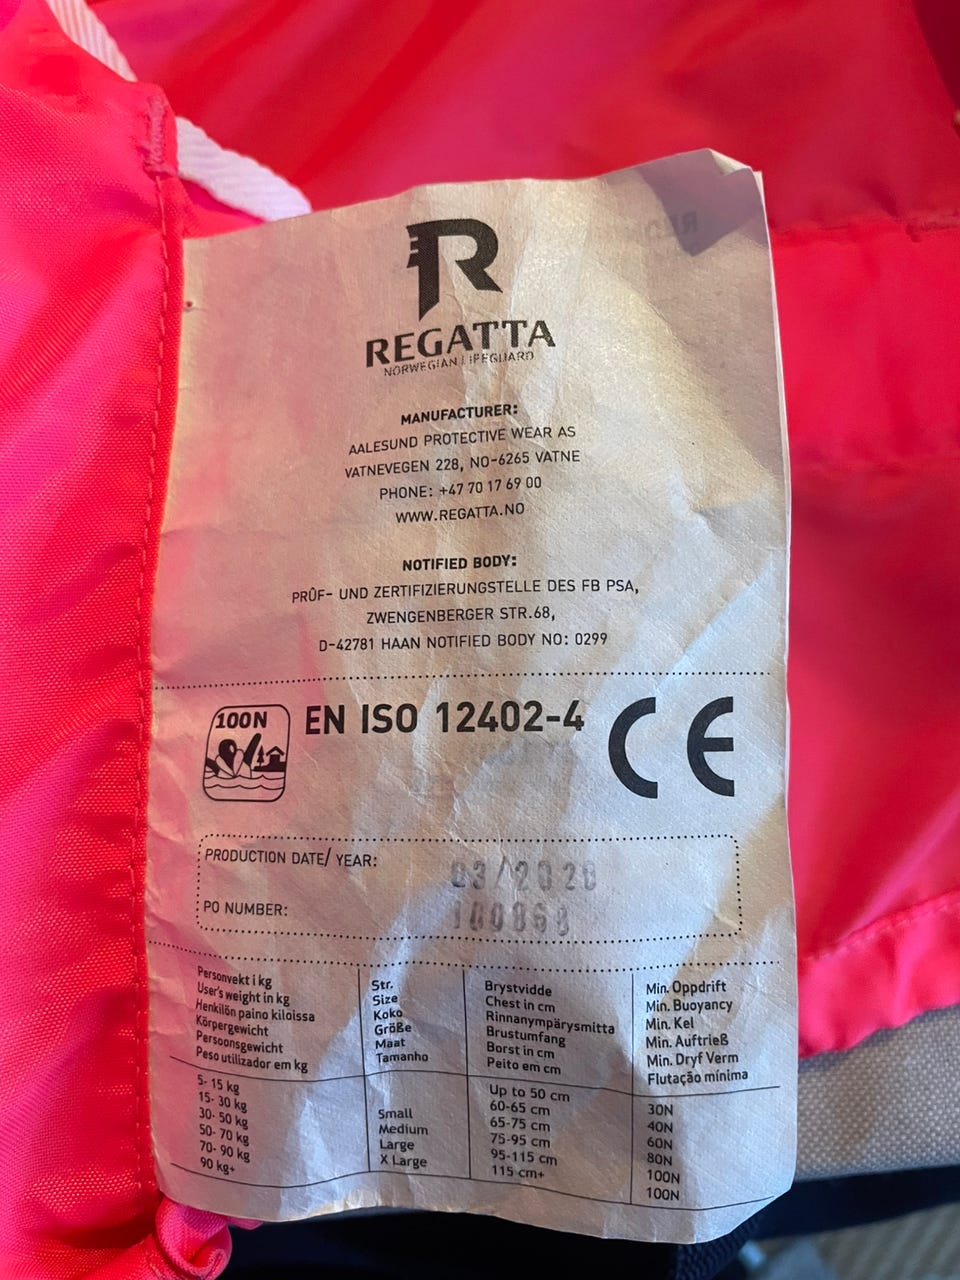 REGATTA
NORWEGIAN LIFEGUARD
MANUFACTURER:
AALESUND PROTECTIVE WEAR AS
VATNEVEGEN 228, NO-6265 VATNE
PHONE: +47 70 17 69 00
WWW.REGATTA.NO
NOTIFIED BODY:
PRÛF- UND ZERTIFIZIERUNGSTELLE DES FB PSA,
ZWENGENBERGER STR.68,
D-42781 HAAN NOTIFIED BODY NO: 0299
100N EN ISO 12402-4 CE
PRODUCTION DATE/ YEAR: 03/2020
PO NUMBER:
Personvekt i kg
User's weight in kg
Henkilön paino kiloissa
Körpergewicht
Persoonsgewicht
Peso utilizador em kg
Str.
Size
Koko
Größe
Maat
Tamanho
Brystvidde
Chest in cm
Rinnanympärysmitta
Brustumfang
Borst in cm
Peito em cm
Min. Oppdrift
Min. Buoyancy
Min. Kel
Min. Auftrieß
Min. Dryf Verm
Flutação mínima
5- 15 kg Up to 50 cm 30N
15- 30 kg 60-65 cm 40N
30- 50 kg Small 65-75 cm 60N
50- 70 kg Medium 75-95 cm 80N
70- 90 kg Large 95-115 cm 100N
90 kg+ X Large 115 cm+ 100N